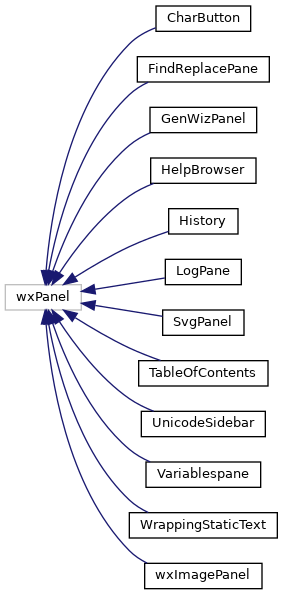 CharButton
FindReplacePane
GenWizPanel
HelpBrowser
History
LogPane
wxPanel
SvgPanel
TableOfContents
UnicodeSidebar
Variablespane
WrappingStaticText
wxImagePanel